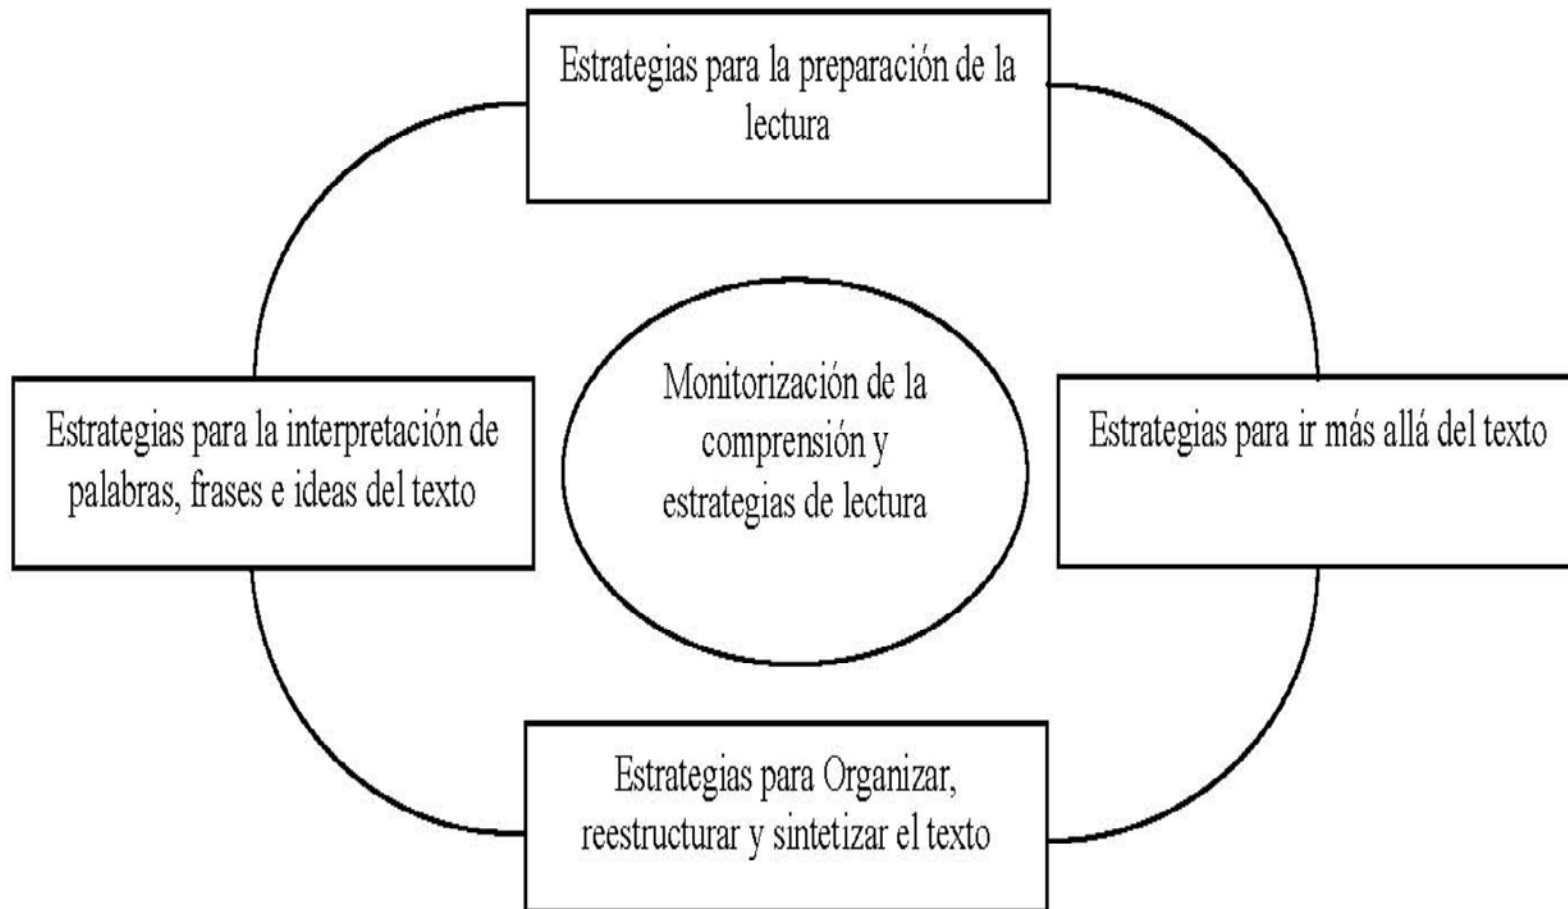 Estrategias para la preparación de la
lectura
Estrategias para la interpretación de
palabras, frases e ideas del texto
Monitorización de la
comprensión y
estrategias de lectura
Estrategias para ir más allá del texto
Estrategias para Organizar,
reestructurar y sintetizar el texto